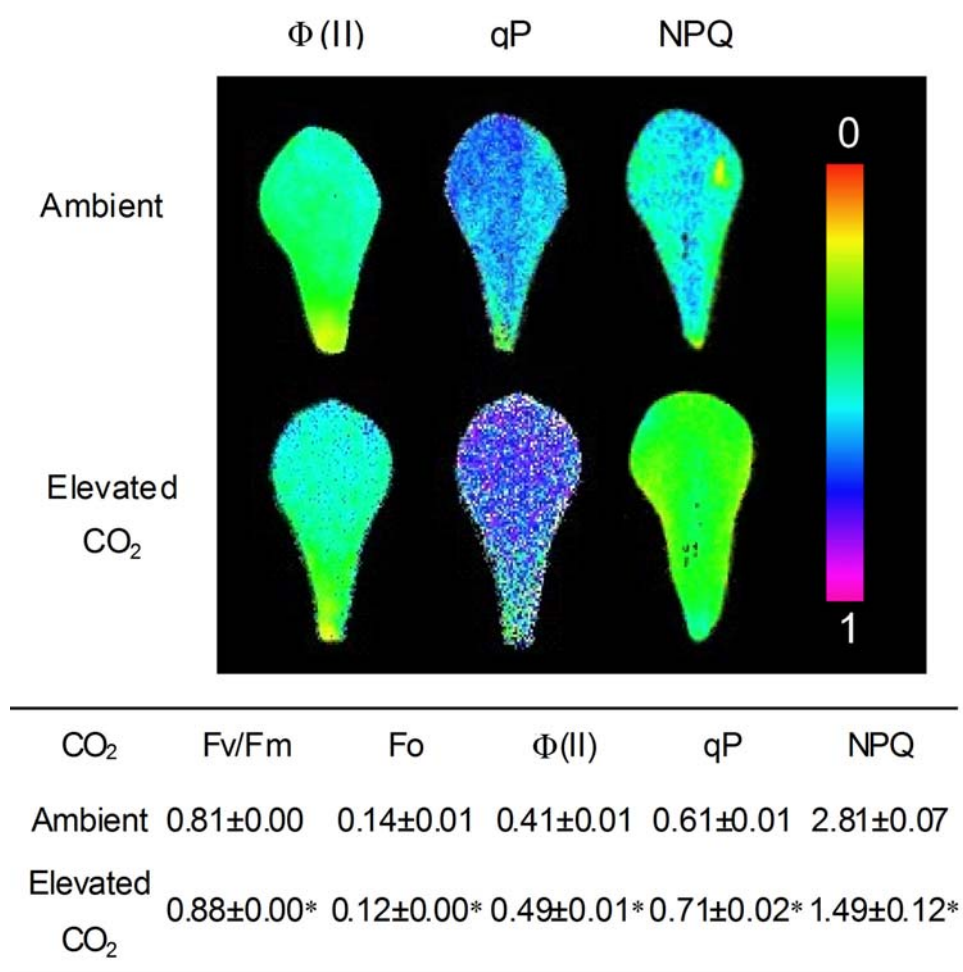 Φ(II) qP NPQ
0
Ambient
Elevated
CO₂
1
CO₂ Fv/Fm Fo Φ(II) qP NPQ
Ambient 0.81±0.00 0.14±0.01 0.41±0.01 0.61±0.01 2.81±0.07
Elevated
CO₂ 0.88±0.00* 0.12±0.00* 0.49±0.01* 0.71±0.02* 1.49±0.12*